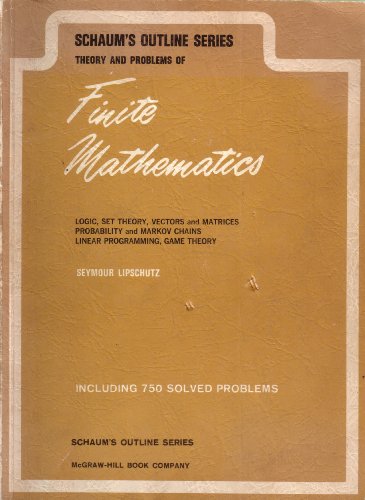 SCHAUM'S OUTLINE SERIES
THEORY AND PROBLEMS OF
Finite
Mathematics
LOGIC, SET THEORY, VECTORS and MATRICES
PROBABILITY and MARKOV CHAINS
LINEAR PROGRAMMING, GAME THEORY
SEYMOUR LIPSCHUTZ
INCLUDING 750 SOLVED PROBLEMS
SCHAUM'S OUTLINE SERIES
McGRAW-HILL BOOK COMPANY